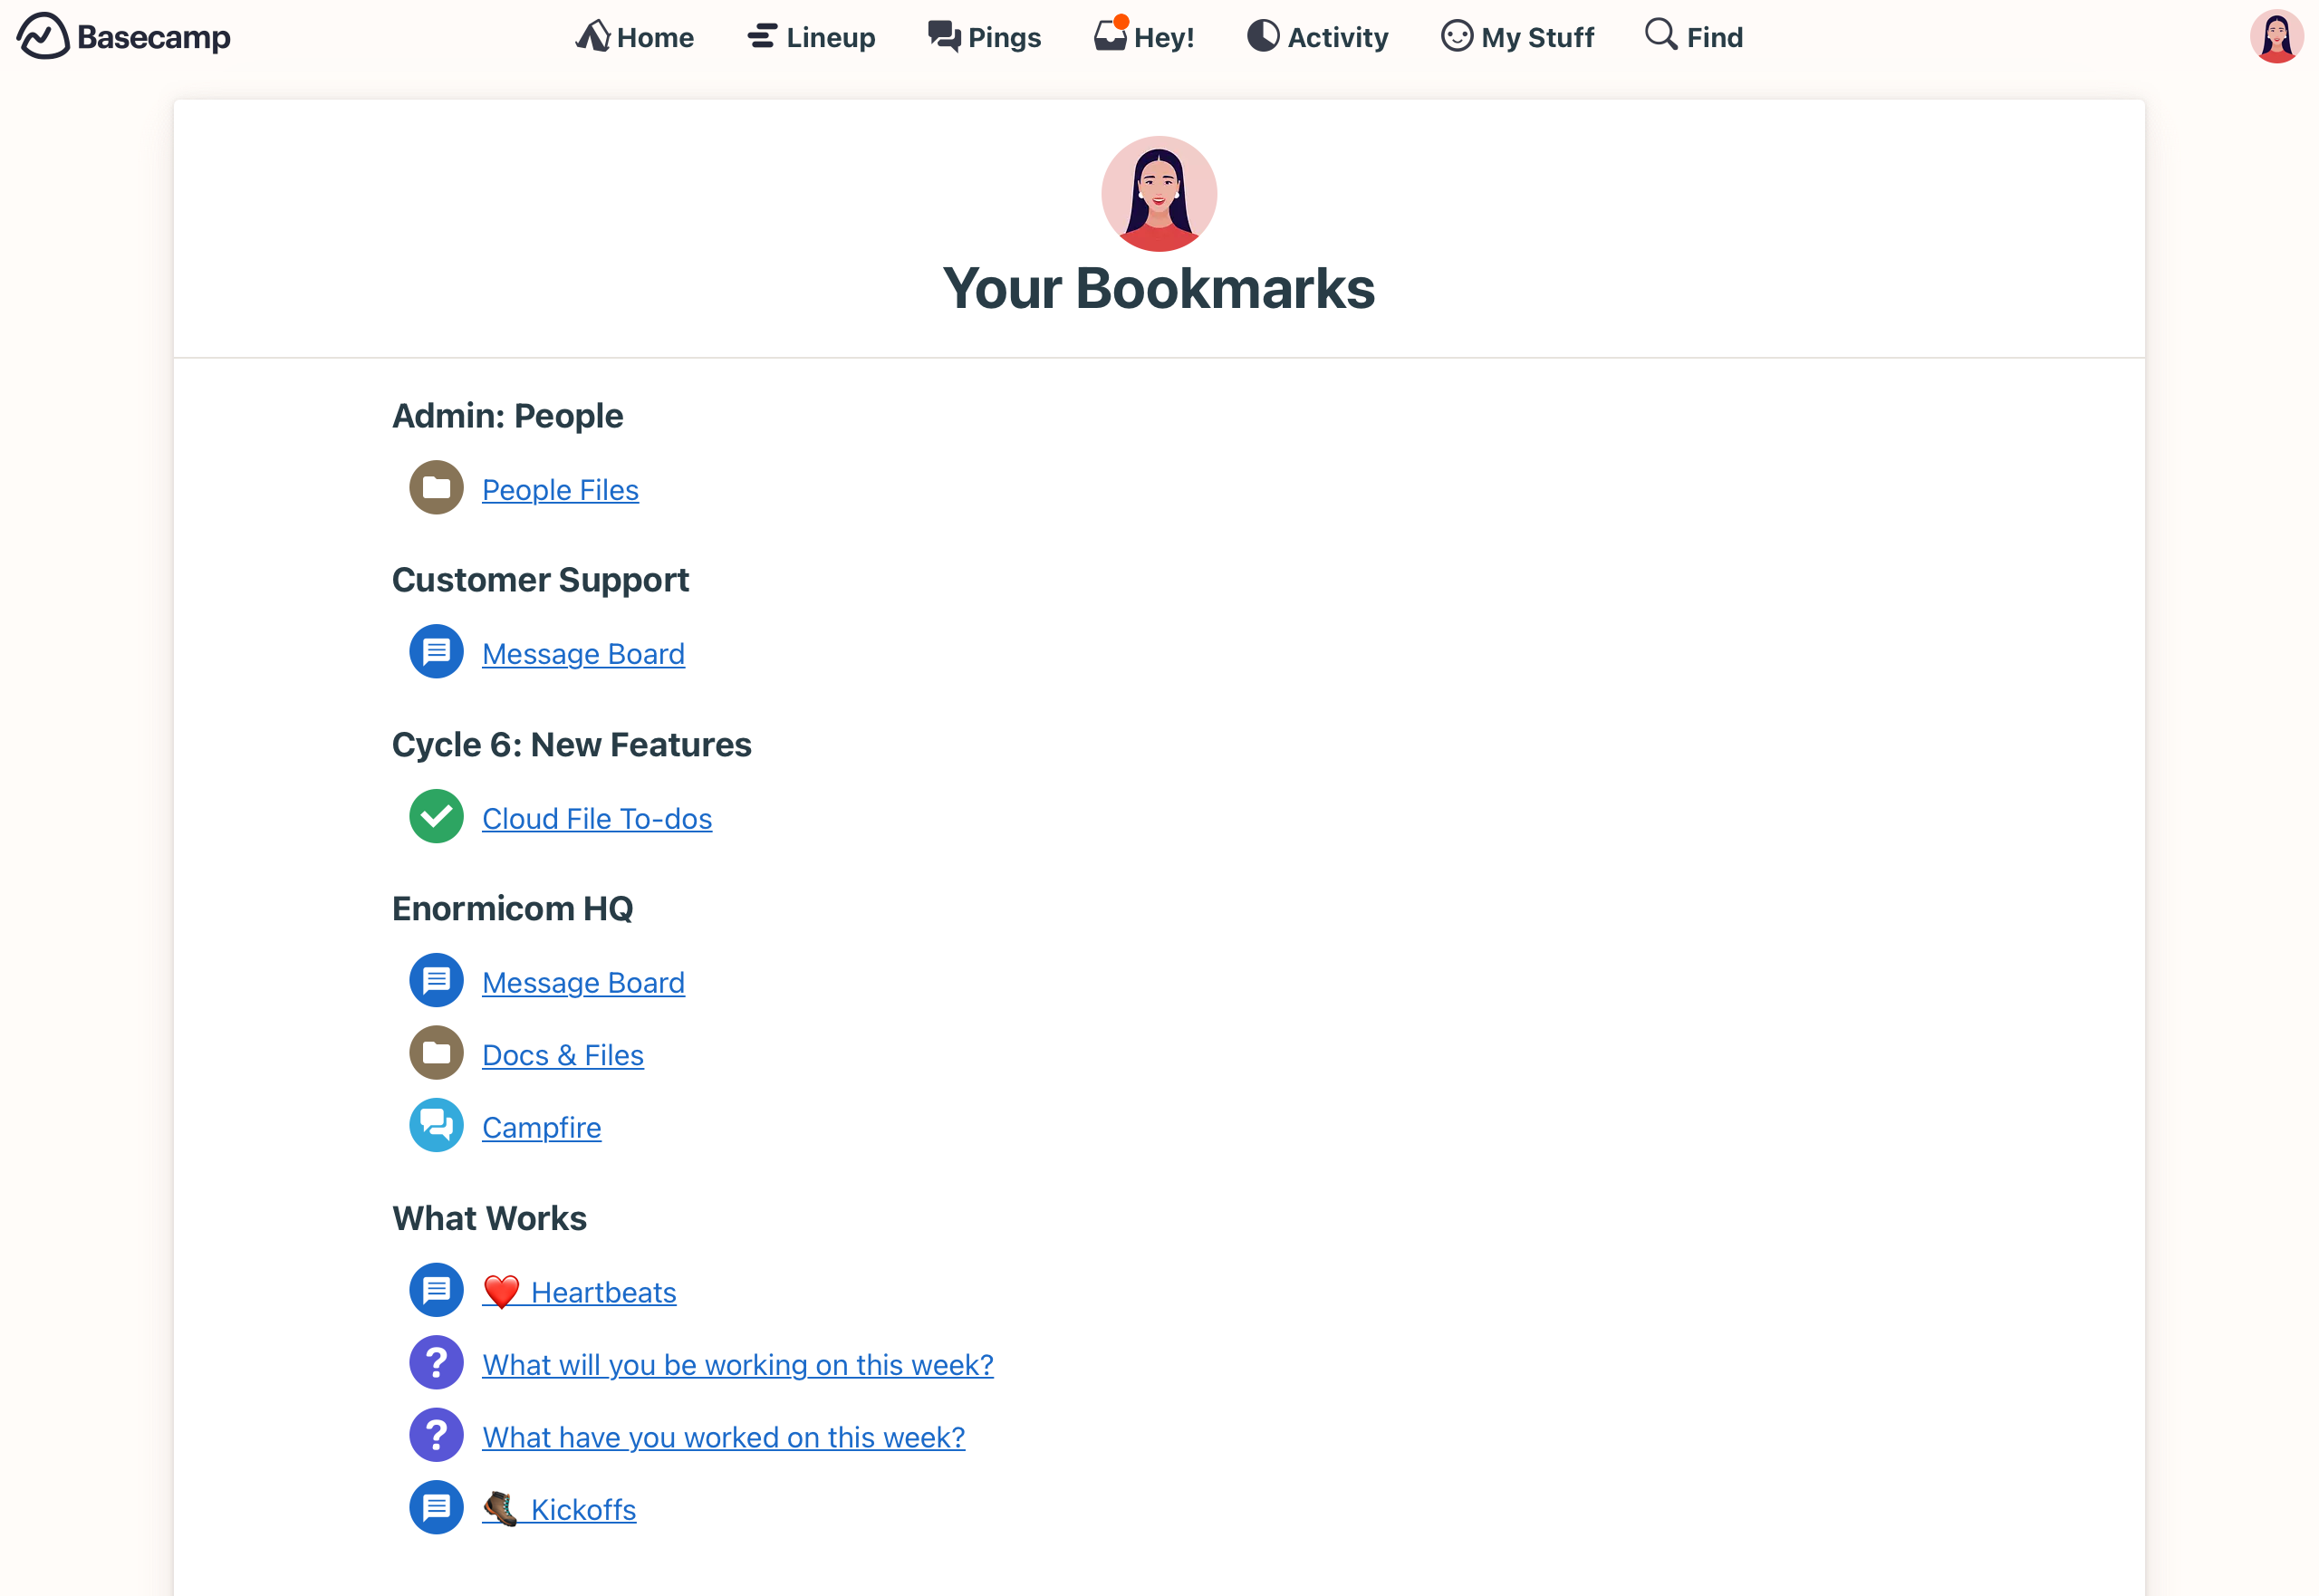 Basecamp
Home
Lineup
Pings
Hey!
Activity
My Stuff
Find
Your Bookmarks
Admin: People
People Files
Customer Support
Message Board
Cycle 6: New Features
Cloud File To-dos
Enormicom HQ
Message Board
Docs & Files
Campfire
What Works
❤️ Heartbeats
What will you be working on this week?
What have you worked on this week?
🥾 Kickoffs